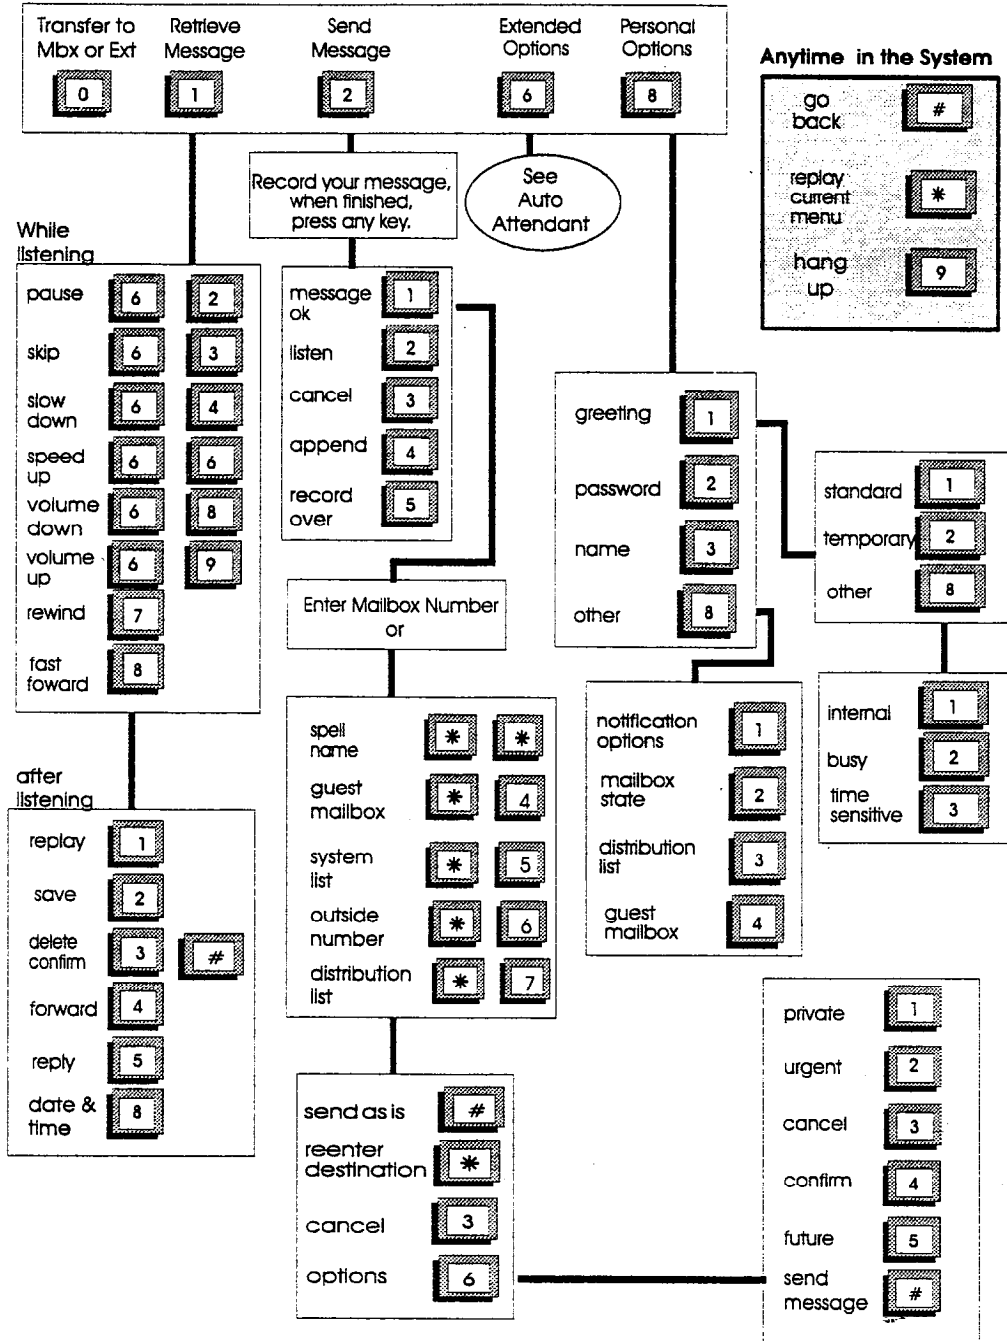 Transfer to Mbx or Ext 0
Retrieve Message 1
Send Message 2
Extended Options 6
Personal Options 8
Anytime in the System
go back #
replay current menu *
hang up 9
Record your message,
when finished,
press any key.
See
Auto
Attendant
While
listening
pause 6 2
skip 6 3
slow down 6 4
speed up 6 6
volume down 6 8
volume up 6 9
rewind 7
fast foward 8
after
listening
replay 1
save 2
delete confirm 3 #
forward 4
reply 5
date & time 8
message ok 1
listen 2
cancel 3
append 4
record over 5
Enter Mailbox Number
or
spell name * *
guest mailbox * 4
system list * 5
outside number * 6
distribution list * 7
send as is #
reenter destination *
cancel 3
options 6
private 1
urgent 2
cancel 3
confirm 4
future 5
send message #
greeting 1
password 2
name 3
other 8
standard 1
temporary 2
other 8
internal 1
busy 2
time sensitive 3
notification options 1
mailbox state 2
distribution list 3
guest mailbox 4